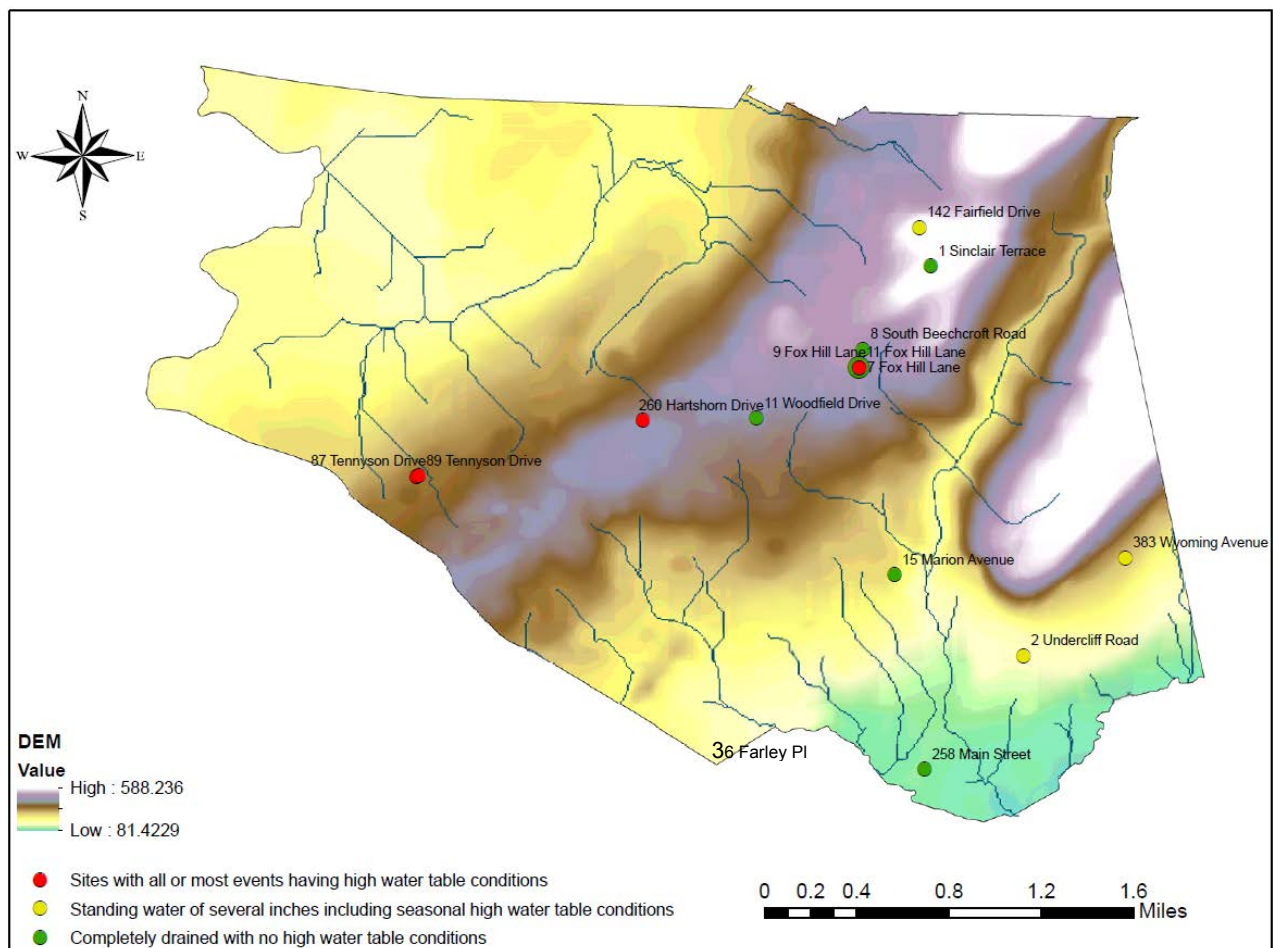 N
W E
S
142 Fairfield Drive
1 Sinclair Terrace
8 South Beechcroft Road
9 Fox Hill Lane 11 Fox Hill Lane
7 Fox Hill Lane
260 Hartshorn Drive 11 Woodfield Drive
87 Tennyson Drive 89 Tennyson Drive
383 Wyoming Avenue
15 Marion Avenue
2 Undercliff Road
36 Farley Pl
258 Main Street
DEM
Value
High : 588.236
Low : 81.4229
Sites with all or most events having high water table conditions
Standing water of several inches including seasonal high water table conditions
Completely drained with no high water table conditions
0 0.2 0.4 0.8 1.2 1.6
Miles